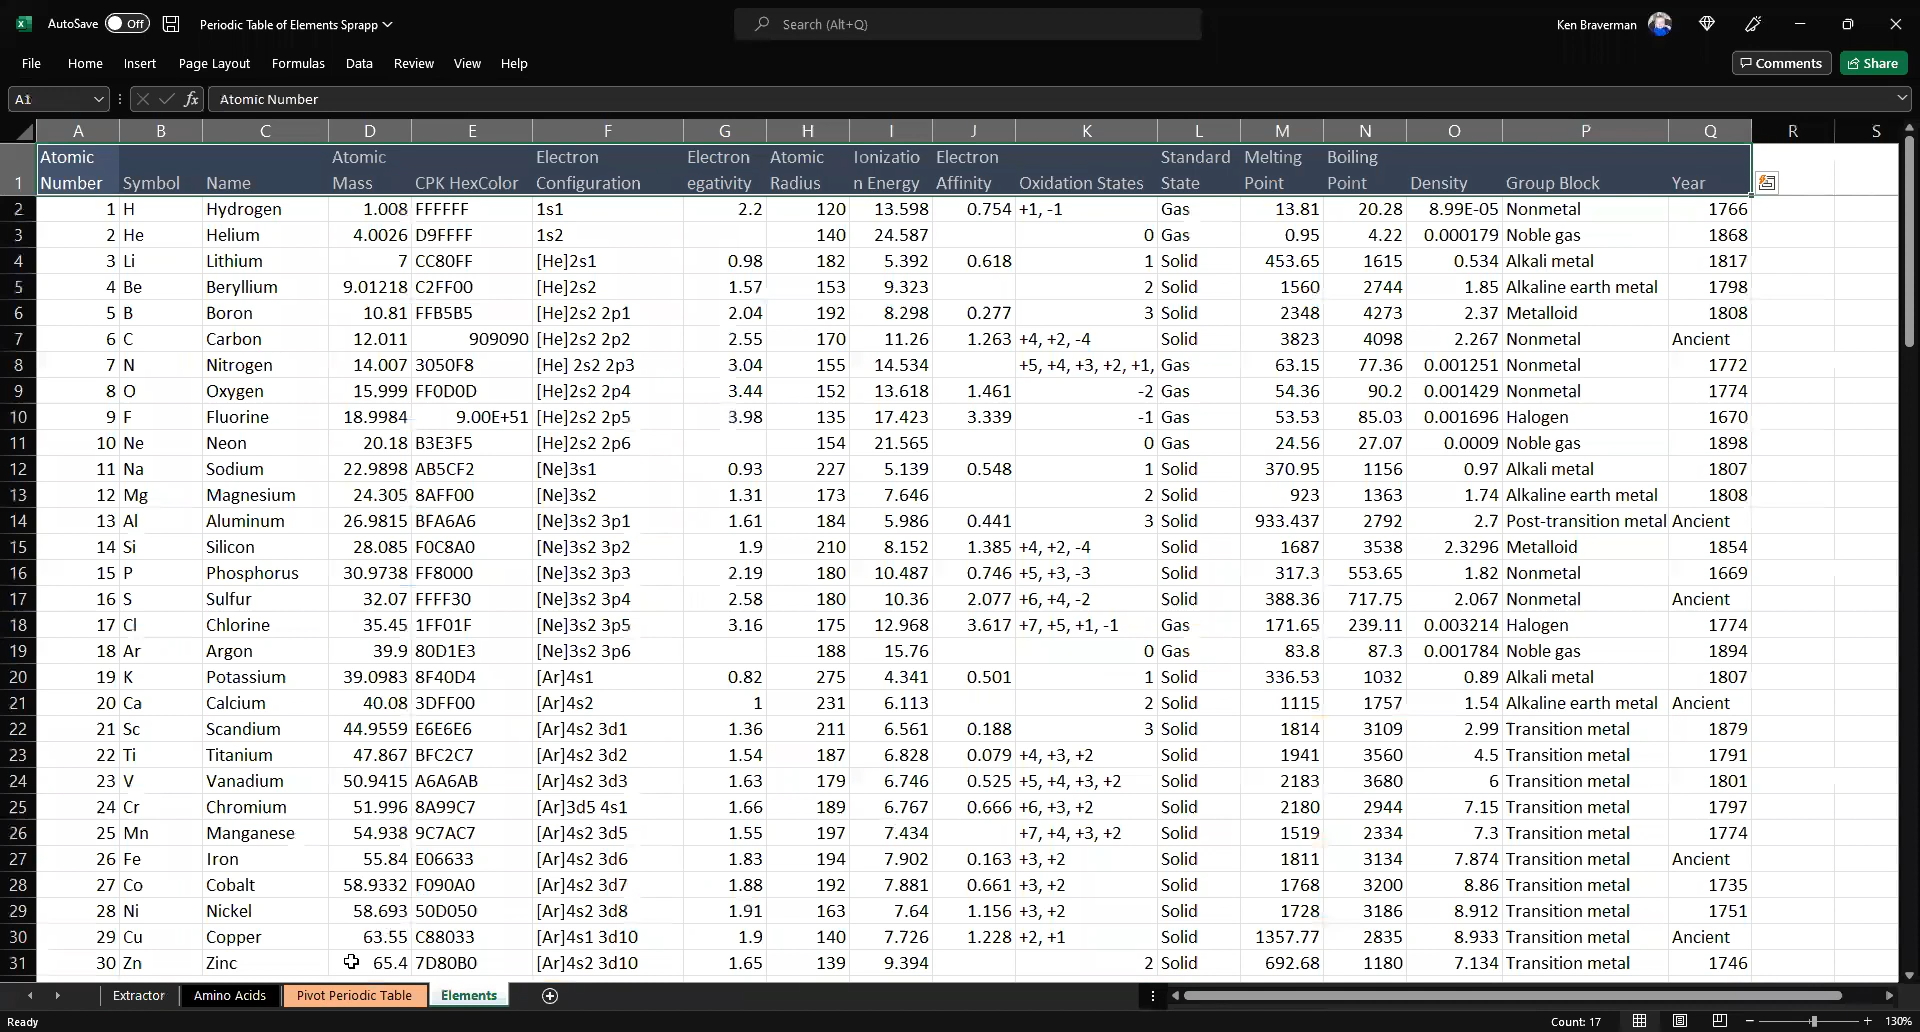 AutoSave Off Periodic Table of Elements Sprapp Search (Alt+Q) Ken Braverman
File Home Insert Page Layout Formulas Data Review View Help Comments Share
A1 fx Atomic Number
A B C D E F G H I J K L M N O P Q R S
Atomic Atomic Electron Electron Atomic Ionizatio Electron Standard Melting Boiling
1 Number Symbol Name Mass CPK HexColor Configuration egativity Radius n Energy Affinity Oxidation States State Point Point Density Group Block Year
2 1 H Hydrogen 1.008 FFFFFF 1s1 2.2 120 13.598 0.754 +1, -1 Gas 13.81 20.28 8.99E-05 Nonmetal 1766
3 2 He Helium 4.0026 D9FFFF 1s2 140 24.587 0 Gas 0.95 4.22 0.000179 Noble gas 1868
4 3 Li Lithium 7 CC80FF [He]2s1 0.98 182 5.392 0.618 1 Solid 453.65 1615 0.534 Alkali metal 1817
5 4 Be Beryllium 9.01218 C2FF00 [He]2s2 1.57 153 9.323 2 Solid 1560 2744 1.85 Alkaline earth metal 1798
6 5 B Boron 10.81 FFB5B5 [He]2s2 2p1 2.04 192 8.298 0.277 3 Solid 2348 4273 2.37 Metalloid 1808
7 6 C Carbon 12.011 909090 [He]2s2 2p2 2.55 170 11.26 1.263 +4, +2, -4 Solid 3823 4098 2.267 Nonmetal Ancient
8 7 N Nitrogen 14.007 3050F8 [He] 2s2 2p3 3.04 155 14.534 +5, +4, +3, +2, +1, Gas 63.15 77.36 0.001251 Nonmetal 1772
9 8 O Oxygen 15.999 FF0D0D [He]2s2 2p4 3.44 152 13.618 1.461 -2 Gas 54.36 90.2 0.001429 Nonmetal 1774
10 9 F Fluorine 18.9984 9.00E+51 [He]2s2 2p5 3.98 135 17.423 3.339 -1 Gas 53.53 85.03 0.001696 Halogen 1670
11 10 Ne Neon 20.18 B3E3F5 [He]2s2 2p6 154 21.565 0 Gas 24.56 27.07 0.0009 Noble gas 1898
12 11 Na Sodium 22.9898 AB5CF2 [Ne]3s1 0.93 227 5.139 0.548 1 Solid 370.95 1156 0.97 Alkali metal 1807
13 12 Mg Magnesium 24.305 8AFF00 [Ne]3s2 1.31 173 7.646 2 Solid 923 1363 1.74 Alkaline earth metal 1808
14 13 Al Aluminum 26.9815 BFA6A6 [Ne]3s2 3p1 1.61 184 5.986 0.441 3 Solid 933.437 2792 2.7 Post-transition metal Ancient
15 14 Si Silicon 28.085 F0C8A0 [Ne]3s2 3p2 1.9 210 8.152 1.385 +4, +2, -4 Solid 1687 3538 2.3296 Metalloid 1854
16 15 P Phosphorus 30.9738 FF8000 [Ne]3s2 3p3 2.19 180 10.487 0.746 +5, +3, -3 Solid 317.3 553.65 1.82 Nonmetal 1669
17 16 S Sulfur 32.07 FFFF30 [Ne]3s2 3p4 2.58 180 10.36 2.077 +6, +4, -2 Solid 388.36 717.75 2.067 Nonmetal Ancient
18 17 Cl Chlorine 35.45 1FF01F [Ne]3s2 3p5 3.16 175 12.968 3.617 +7, +5, +1, -1 Gas 171.65 239.11 0.003214 Halogen 1774
19 18 Ar Argon 39.9 80D1E3 [Ne]3s2 3p6 188 15.76 0 Gas 83.8 87.3 0.001784 Noble gas 1894
20 19 K Potassium 39.0983 8F40D4 [Ar]4s1 0.82 275 4.341 0.501 1 Solid 336.53 1032 0.89 Alkali metal 1807
21 20 Ca Calcium 40.08 3DFF00 [Ar]4s2 1 231 6.113 2 Solid 1115 1757 1.54 Alkaline earth metal Ancient
22 21 Sc Scandium 44.9559 E6E6E6 [Ar]4s2 3d1 1.36 211 6.561 0.188 3 Solid 1814 3109 2.99 Transition metal 1879
23 22 Ti Titanium 47.867 BFC2C7 [Ar]4s2 3d2 1.54 187 6.828 0.079 +4, +3, +2 Solid 1941 3560 4.5 Transition metal 1791
24 23 V Vanadium 50.9415 A6A6AB [Ar]4s2 3d3 1.63 179 6.746 0.525 +5, +4, +3, +2 Solid 2183 3680 6 Transition metal 1801
25 24 Cr Chromium 51.996 8A99C7 [Ar]3d5 4s1 1.66 189 6.767 0.666 +6, +3, +2 Solid 2180 2944 7.15 Transition metal 1797
26 25 Mn Manganese 54.938 9C7AC7 [Ar]4s2 3d5 1.55 197 7.434 +7, +4, +3, +2 Solid 1519 2334 7.3 Transition metal 1774
27 26 Fe Iron 55.84 E06633 [Ar]4s2 3d6 1.83 194 7.902 0.163 +3, +2 Solid 1811 3134 7.874 Transition metal Ancient
28 27 Co Cobalt 58.9332 F090A0 [Ar]4s2 3d7 1.88 192 7.881 0.661 +3, +2 Solid 1768 3200 8.86 Transition metal 1735
29 28 Ni Nickel 58.693 50D050 [Ar]4s2 3d8 1.91 163 7.64 1.156 +3, +2 Solid 1728 3186 8.912 Transition metal 1751
30 29 Cu Copper 63.55 C88033 [Ar]4s1 3d10 1.9 140 7.726 1.228 +2, +1 Solid 1357.77 2835 8.933 Transition metal Ancient
31 30 Zn Zinc 65.4 7D80B0 [Ar]4s2 3d10 1.65 139 9.394 2 Solid 692.68 1180 7.134 Transition metal 1746
Extractor Amino Acids Pivot Periodic Table Elements
Ready Count: 17 130%